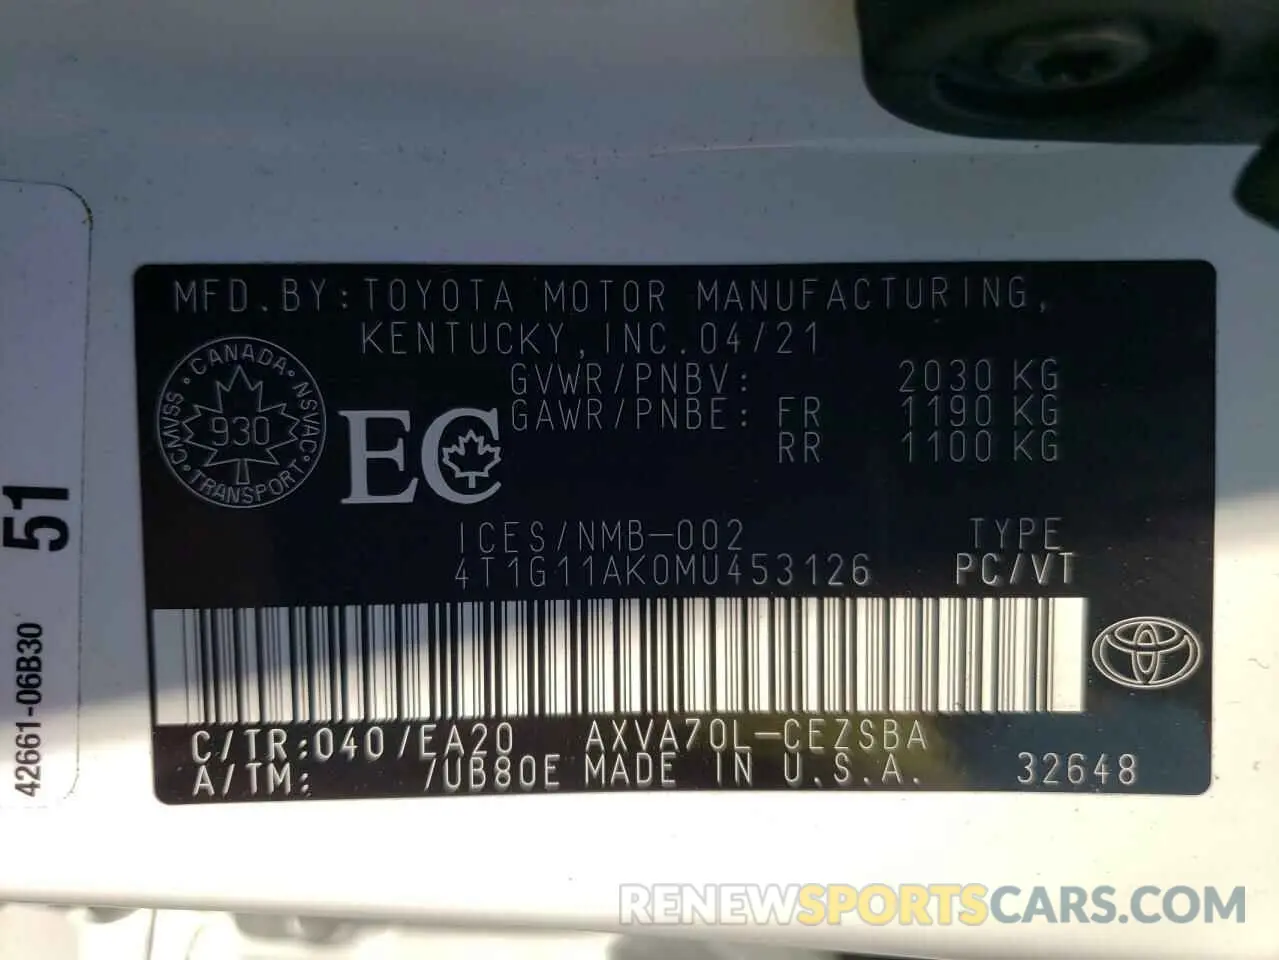 MFD.BY:TOYOTA MOTOR MANUFACTURING,
KENTUCKY,INC.04/21
GVWR/PNBV: 2030 KG
GAWR/PNBE: FR 1190 KG
RR 1100 KG
CANADA
CMVSS 930 NSVAC
TRANSPORT
EC
ICES/NMB-002 TYPE
4T1G11AK0MU453126 PC/VT
C/TR:040/EA20 AXVA70L-CEZSBA
A/TM: /UB80E MADE IN U.S.A. 32648
51
42661-06B30
RENEWSPORTSCARS.COM